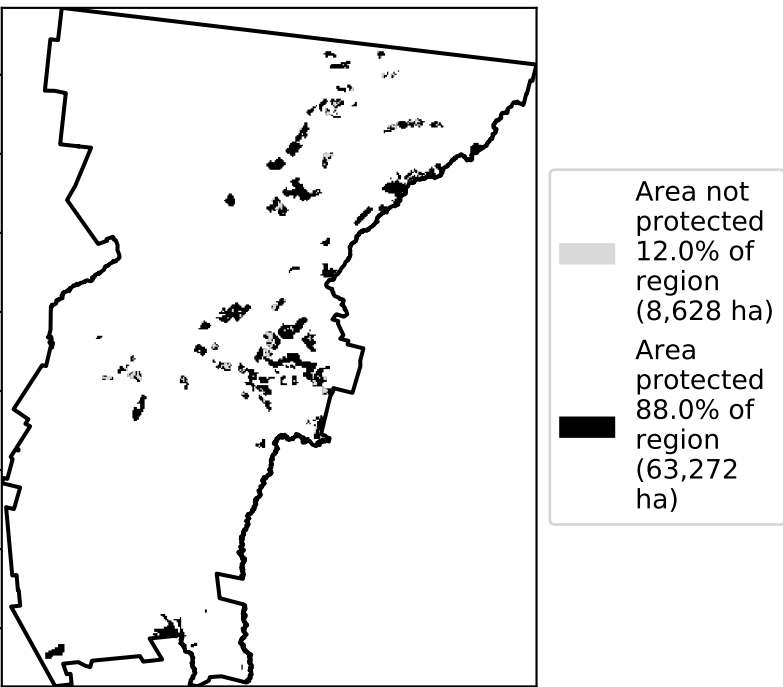 Area not
protected
12.0% of
region
(8,628 ha)
Area
protected
88.0% of
region
(63,272
ha)